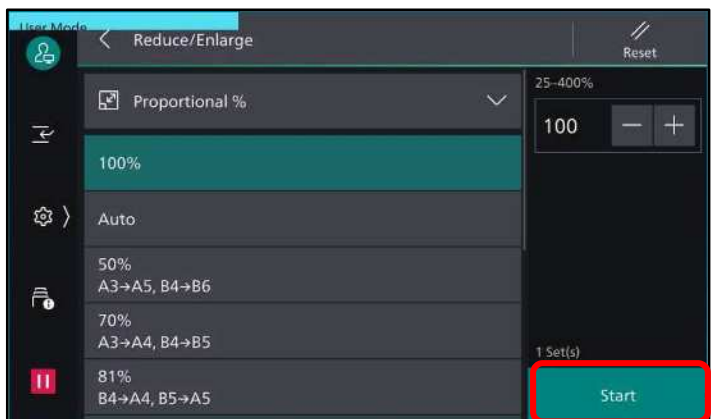 User Mode
Reduce/Enlarge
Reset
Proportional %
25–400%
100
100%
Auto
50%
A3→A5, B4→B6
70%
A3→A4, B4→B5
81%
B4→A4, B5→A5
1 Set(s)
Start